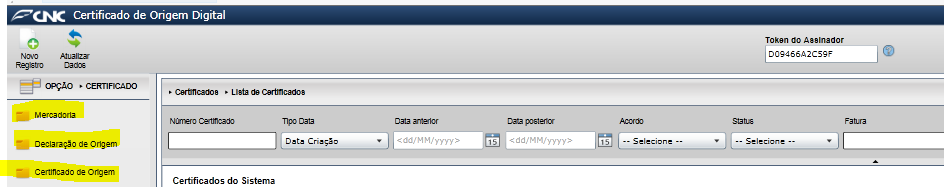 CNC Certificado de Origem Digital
Novo
Registro
Atualizar
Dados
Token do Assinador
D09466A2C59F
OPÇÃO ▸ CERTIFICADO
Mercadoria
Declaração de Origem
Certificado de Origem
▸ Certificados ▸ Lista de Certificados
Número Certificado Tipo Data Data anterior Data posterior Acordo Status Fatura
Data Criação <dd/MM/yyyy> 15 <dd/MM/yyyy> 15 -- Selecione -- -- Selecione --
Certificados do Sistema